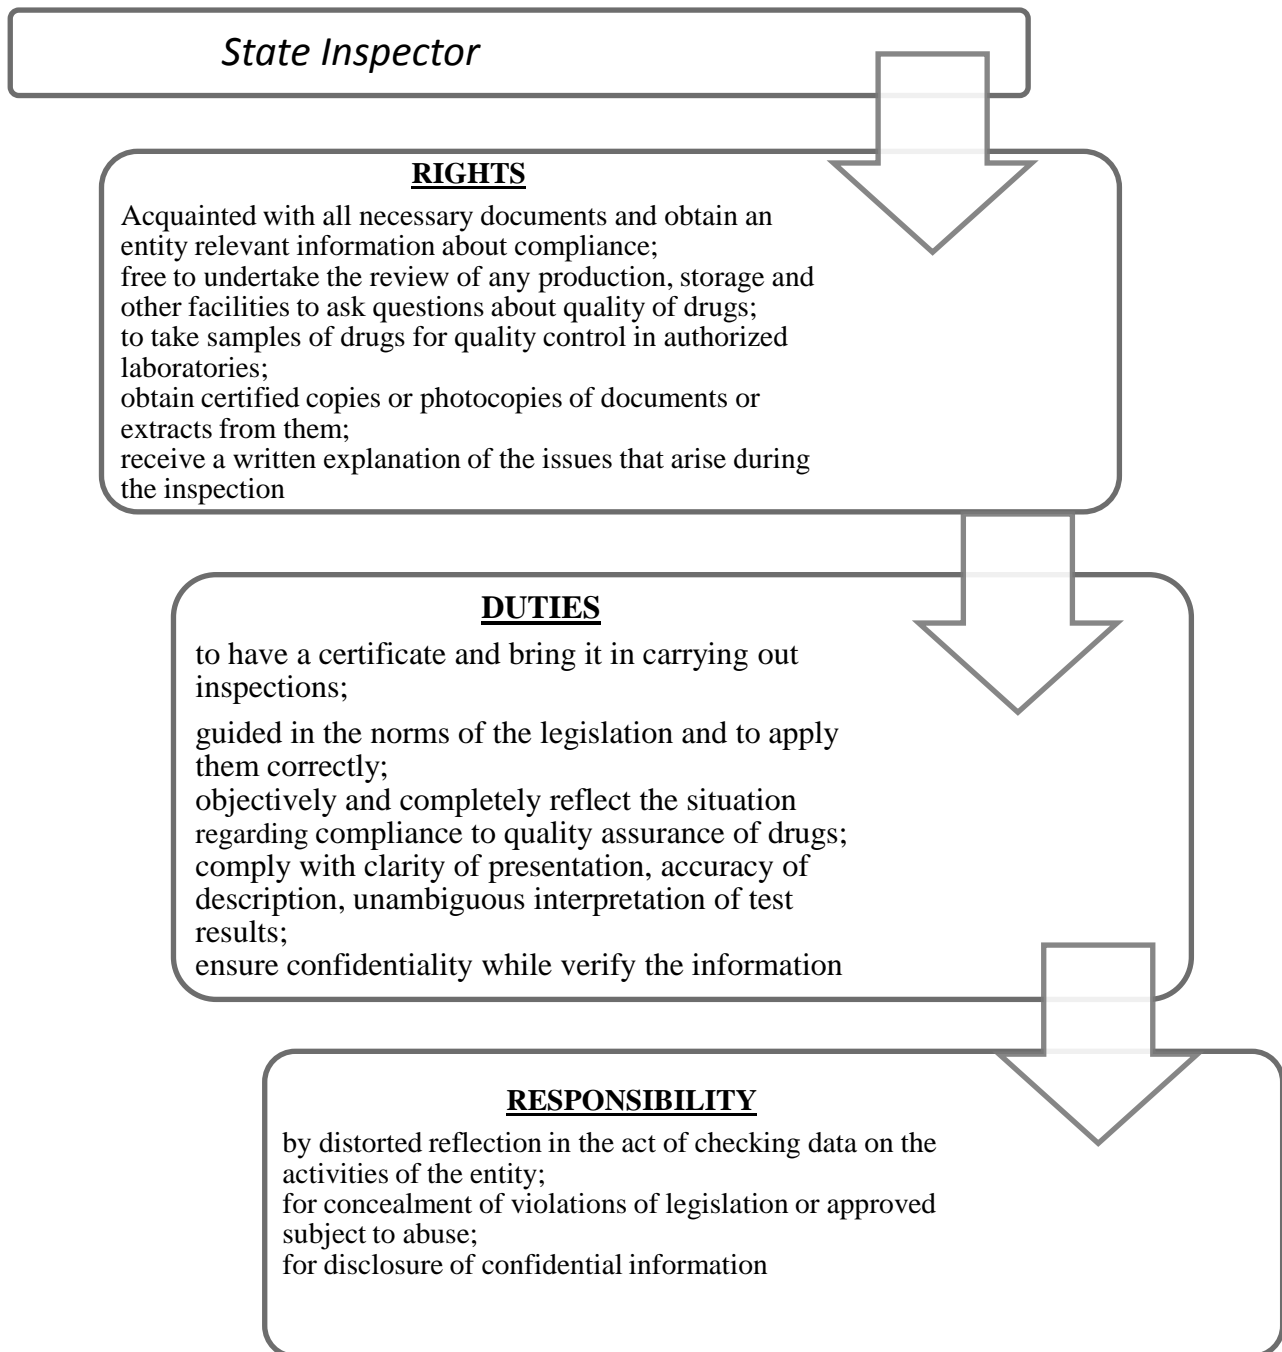 State Inspector
RIGHTS
Acquainted with all necessary documents and obtain an
entity relevant information about compliance;
free to undertake the review of any production, storage and
other facilities to ask questions about quality of drugs;
to take samples of drugs for quality control in authorized
laboratories;
obtain certified copies or photocopies of documents or
extracts from them;
receive a written explanation of the issues that arise during
the inspection
DUTIES
to have a certificate and bring it in carrying out
inspections;
guided in the norms of the legislation and to apply
them correctly;
objectively and completely reflect the situation
regarding compliance to quality assurance of drugs;
comply with clarity of presentation, accuracy of
description, unambiguous interpretation of test
results;
ensure confidentiality while verify the information
RESPONSIBILITY
by distorted reflection in the act of checking data on the
activities of the entity;
for concealment of violations of legislation or approved
subject to abuse;
for disclosure of confidential information